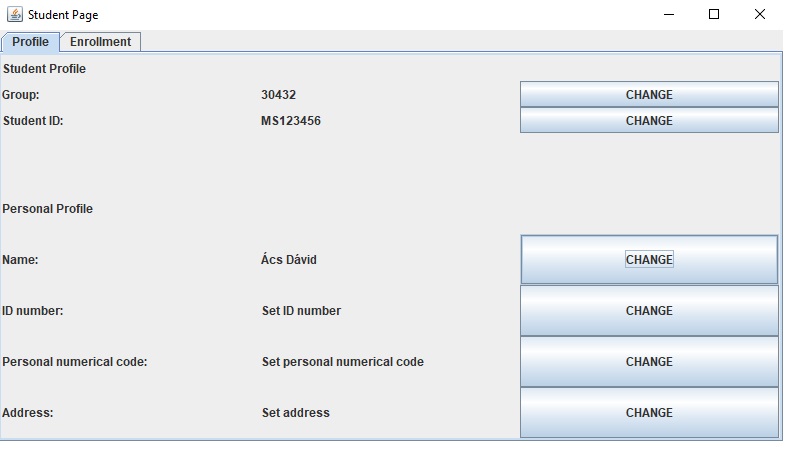 Student Page
Profile Enrollment
Student Profile
Group: 30432 CHANGE
Student ID: MS123456 CHANGE
Personal Profile
Name: Ács Dávid CHANGE
ID number: Set ID number CHANGE
Personal numerical code: Set personal numerical code CHANGE
Address: Set address CHANGE